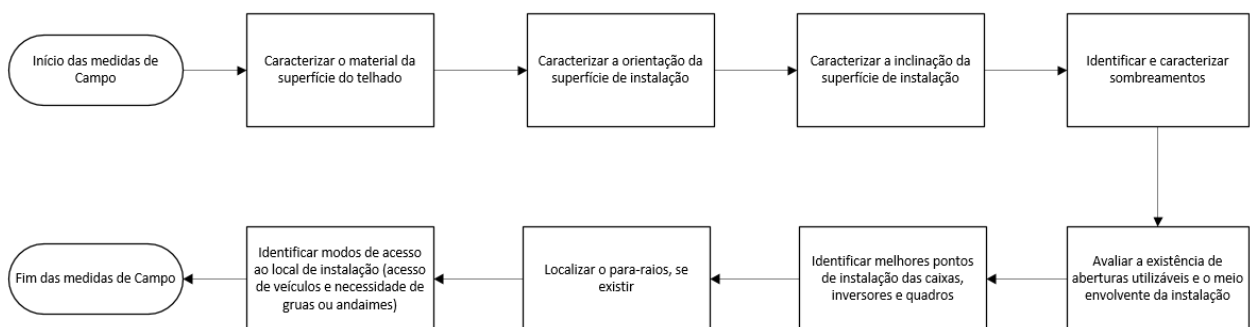 Início das medidas de
Campo
Caracterizar o material da
superfície do telhado
Caracterizar a orientação da
superfície de instalação
Caracterizar a inclinação da
superfície de instalação
Identificar e caracterizar
sombreamentos
Avaliar a existência de
aberturas utilizáveis e o meio
envolvente da instalação
Identificar melhores pontos
de instalação das caixas,
inversores e quadros
Localizar o para-raios, se
existir
Identificar modos de acesso
ao local de instalação (acesso
de veículos e necessidade de
gruas ou andaimes)
Fim das medidas de Campo